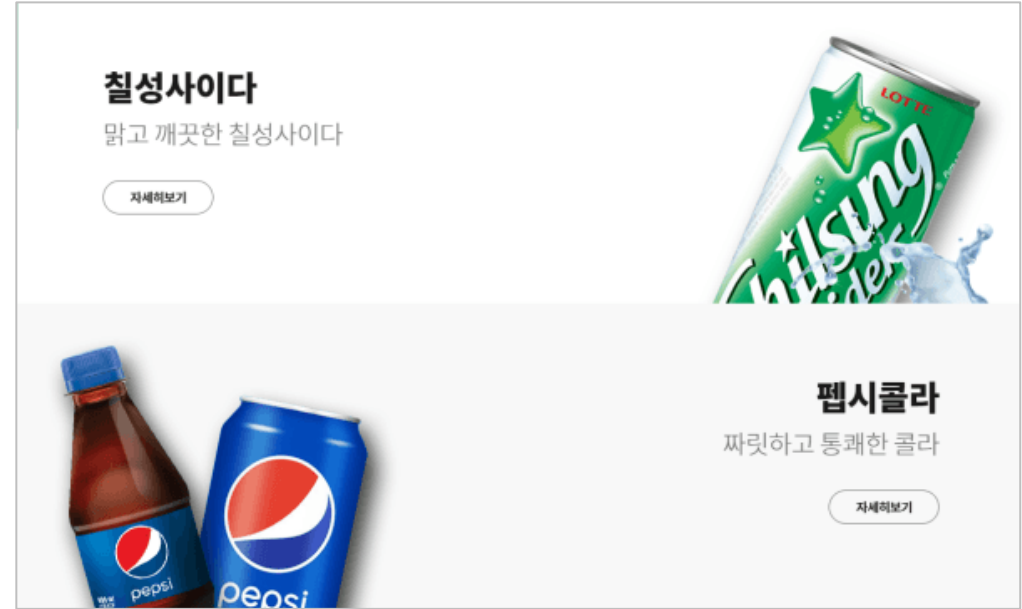 칠성사이다
맑고 깨끗한 칠성사이다
자세히보기
LOTTE
Chilsung
Cider
펩시콜라
짜릿하고 통쾌한 콜라
자세히보기
pepsi
pepsi